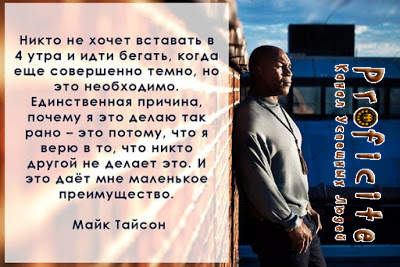 Никто не хочет вставать в
4 утра и идти бегать, когда
еще совершенно темно, но
это необходимо.
Единственная причина,
почему я это делаю так
рано – это потому, что я
верю в то, что никто
другой не делает это. И
это даёт мне маленькое
преимущество.
Майк Тайсон
Proficite
Канал Успешных Людей